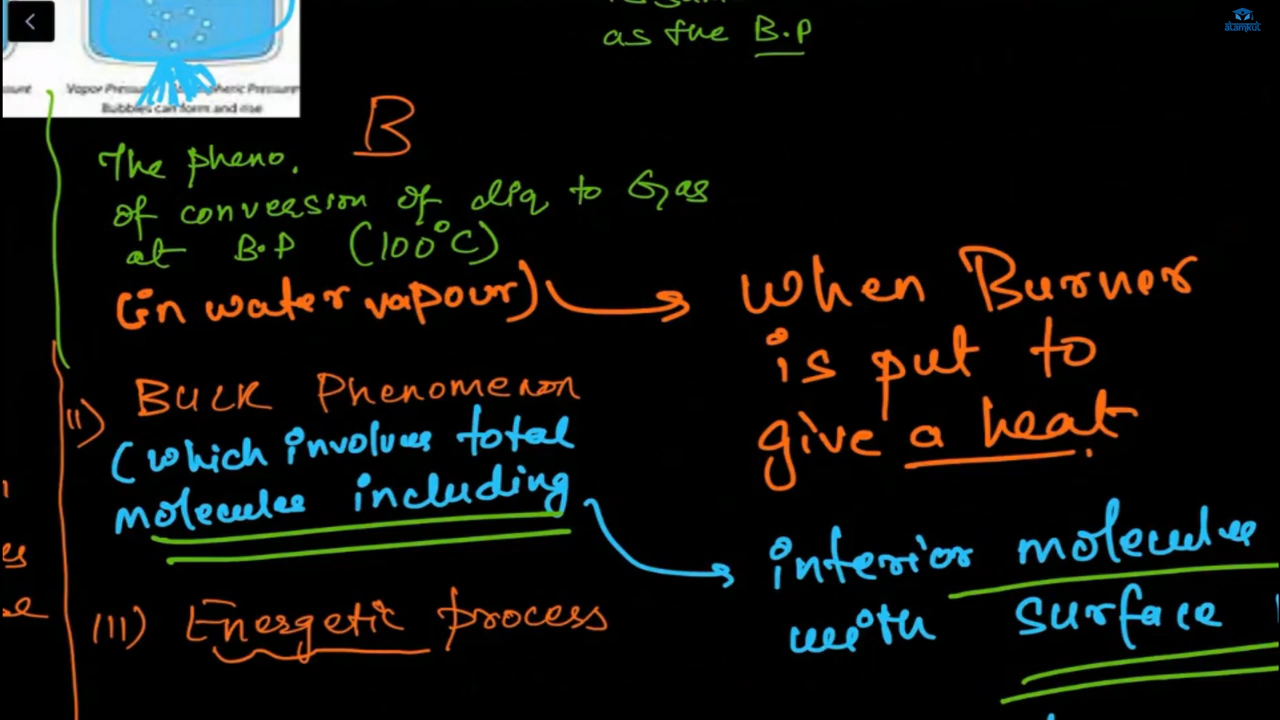 as the B.P
atamkul
Bubbles can form and rise
B
The pheno.
of conversion of liq to Gas
at B.P (100°C)
(in water vapour)
when Burner
is put to
give a heat.
II) BULK Phenomenon
(which involves total
molecules including
interior molecules
with surface
III) Energetic process